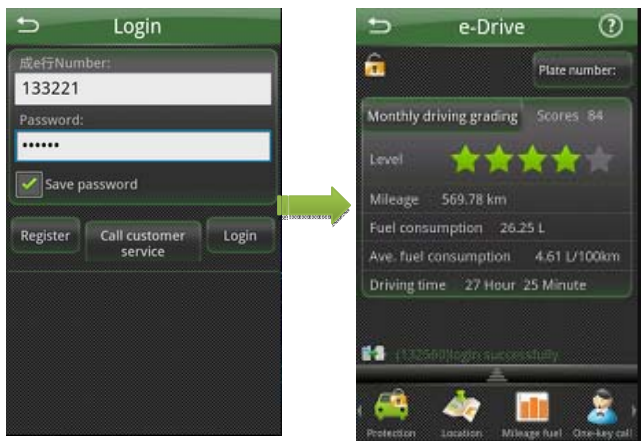 Login
成e行Number:
133221
Password:
••••••
Save password
Register
Call customer
service
Login
e-Drive
?
Plate number:
Monthly driving grading Scores 84
Level
Mileage 569.78 km
Fuel consumption 26.25 L
Ave. fuel consumption 4.61 L/100km
Driving time 27 Hour 25 Minute
(132560)login successfully
Protection Location Mileage fuel One-key call